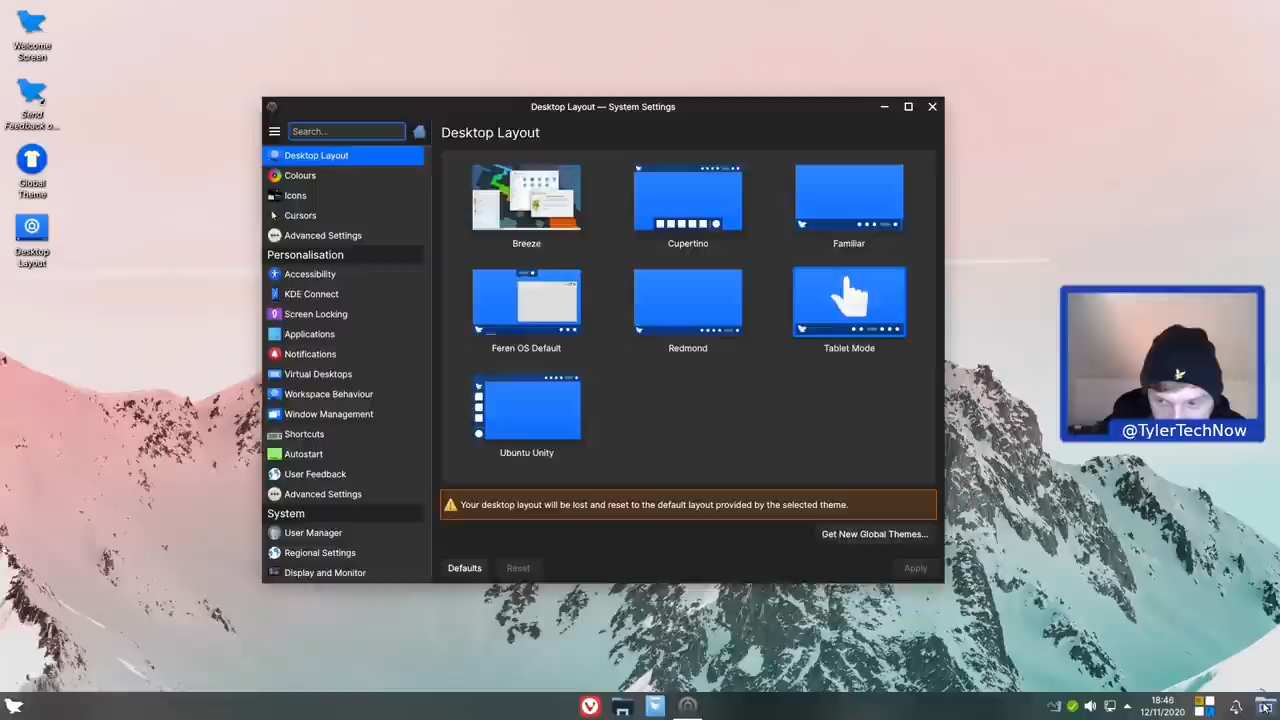 Welcome
Screen
Send
Feedback o...
Global
Theme
Desktop
Layout
Desktop Layout — System Settings
Search...
Desktop Layout
Colours
Icons
Cursors
Advanced Settings
Personalisation
Accessibility
KDE Connect
Screen Locking
Applications
Notifications
Virtual Desktops
Workspace Behaviour
Window Management
Shortcuts
Autostart
User Feedback
Advanced Settings
System
User Manager
Regional Settings
Display and Monitor
Desktop Layout
Breeze
Cupertino
Familiar
Feren OS Default
Redmond
Tablet Mode
Ubuntu Unity
Your desktop layout will be lost and reset to the default layout provided by the selected theme.
Get New Global Themes...
Defaults
Reset
Apply
@TylerTechNow
18:46
12/11/2020